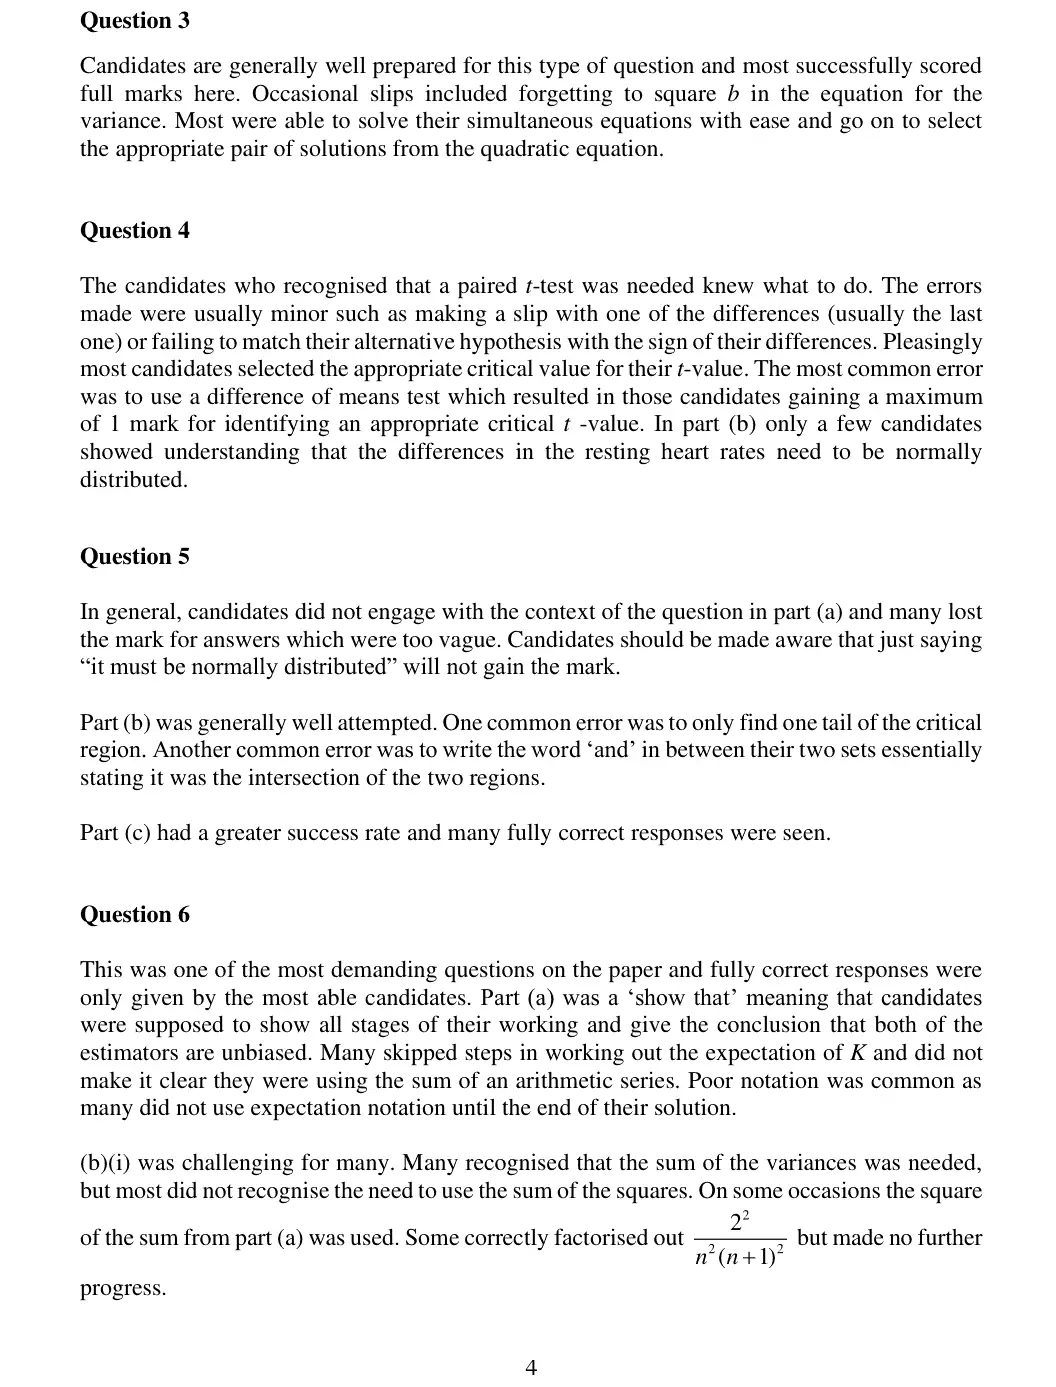 Question 3
Candidates are generally well prepared for this type of question and most successfully scored
full marks here. Occasional slips included forgetting to square b in the equation for the
variance. Most were able to solve their simultaneous equations with ease and go on to select
the appropriate pair of solutions from the quadratic equation.
Question 4
The candidates who recognised that a paired t-test was needed knew what to do. The errors
made were usually minor such as making a slip with one of the differences (usually the last
one) or failing to match their alternative hypothesis with the sign of their differences. Pleasingly
most candidates selected the appropriate critical value for their t-value. The most common error
was to use a difference of means test which resulted in those candidates gaining a maximum
of 1 mark for identifying an appropriate critical t -value. In part (b) only a few candidates
showed understanding that the differences in the resting heart rates need to be normally
distributed.
Question 5
In general, candidates did not engage with the context of the question in part (a) and many lost
the mark for answers which were too vague. Candidates should be made aware that just saying
“it must be normally distributed” will not gain the mark.
Part (b) was generally well attempted. One common error was to only find one tail of the critical
region. Another common error was to write the word ‘and’ in between their two sets essentially
stating it was the intersection of the two regions.
Part (c) had a greater success rate and many fully correct responses were seen.
Question 6
This was one of the most demanding questions on the paper and fully correct responses were
only given by the most able candidates. Part (a) was a ‘show that’ meaning that candidates
were supposed to show all stages of their working and give the conclusion that both of the
estimators are unbiased. Many skipped steps in working out the expectation of K and did not
make it clear they were using the sum of an arithmetic series. Poor notation was common as
many did not use expectation notation until the end of their solution.
(b)(i) was challenging for many. Many recognised that the sum of the variances was needed,
but most did not recognise the need to use the sum of the squares. On some occasions the square
of the sum from part (a) was used. Some correctly factorised out 2²/n²(n+1)² but made no further
progress.
4